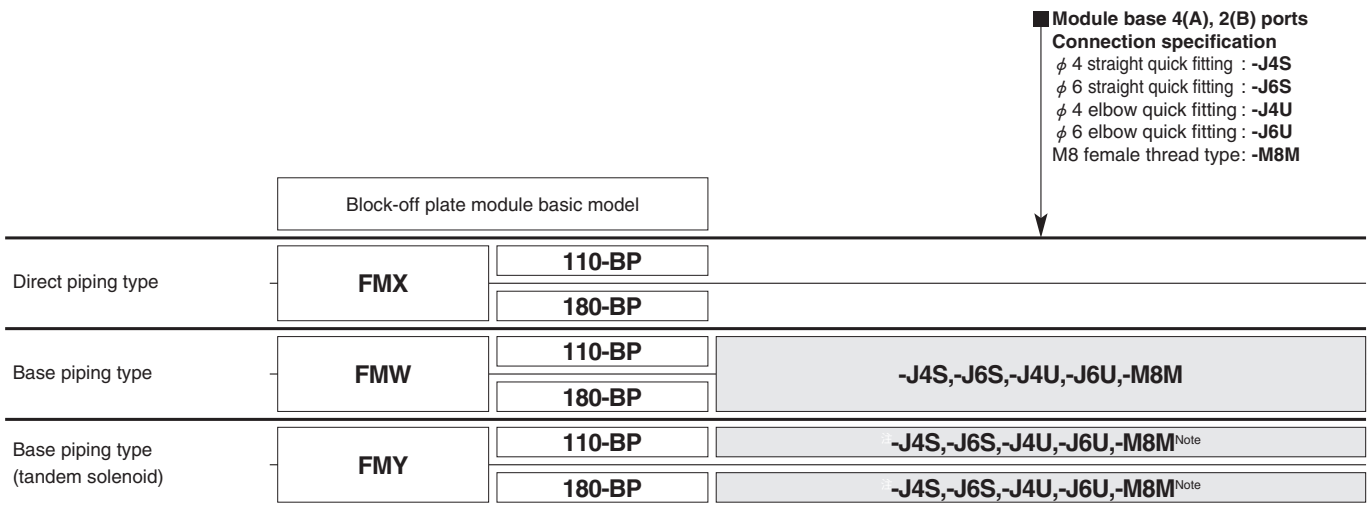 ■Module base 4(A), 2(B) ports
Connection specification
φ 4 straight quick fitting : -J4S
φ 6 straight quick fitting : -J6S
φ 4 elbow quick fitting : -J4U
φ 6 elbow quick fitting : -J6U
M8 female thread type: -M8M
Block-off plate module basic model
Direct piping type
FMX
110-BP
180-BP
Base piping type
FMW
110-BP
180-BP
-J4S,-J6S,-J4U,-J6U,-M8M
Base piping type
(tandem solenoid)
FMY
110-BP
-J4S,-J6S,-J4U,-J6U,-M8M Note
180-BP
-J4S,-J6S,-J4U,-J6U,-M8M Note